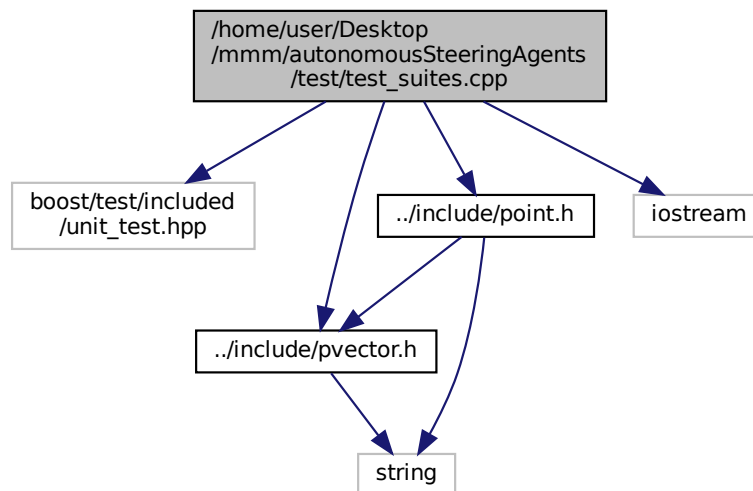 /home/user/Desktop
/mmm/autonomousSteeringAgents
/test/test_suites.cpp
boost/test/included
/unit_test.hpp
../include/point.h
iostream
../include/pvector.h
string